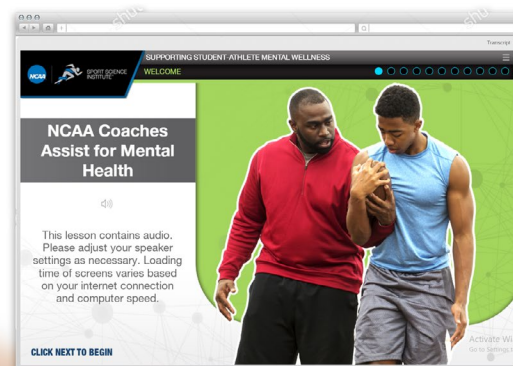 Transcript
NCAA
SPORT SCIENCE
INSTITUTE
SUPPORTING STUDENT-ATHLETE MENTAL WELLNESS
WELCOME
NCAA Coaches
Assist for Mental
Health
This lesson contains audio.
Please adjust your speaker
settings as necessary. Loading
time of screens varies based
on your internet connection
and computer speed.
CLICK NEXT TO BEGIN
Activate Wi
Go to Settings t